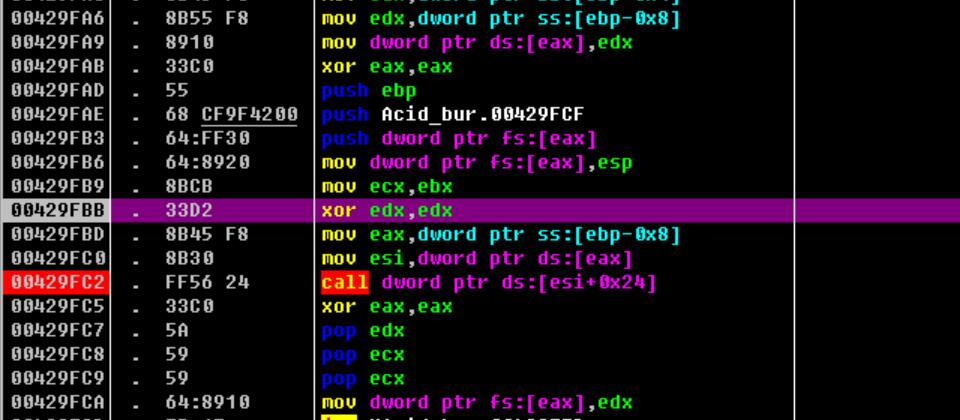 00429FA6 . 8B55 F8 mov edx,dword ptr ss:[ebp-0x8]
00429FA9 . 8910 mov dword ptr ds:[eax],edx
00429FAB . 33C0 xor eax,eax
00429FAD . 55 push ebp
00429FAE . 68 CF9F4200 push Acid_bur.00429FCF
00429FB3 . 64:FF30 push dword ptr fs:[eax]
00429FB6 . 64:8920 mov dword ptr fs:[eax],esp
00429FB9 . 8BCB mov ecx,ebx
00429FBB . 33D2 xor edx,edx
00429FBD . 8B45 F8 mov eax,dword ptr ss:[ebp-0x8]
00429FC0 . 8B30 mov esi,dword ptr ds:[eax]
00429FC2 . FF56 24 call dword ptr ds:[esi+0x24]
00429FC5 . 33C0 xor eax,eax
00429FC7 . 5A pop edx
00429FC8 . 59 pop ecx
00429FC9 . 59 pop ecx
00429FCA . 64:8910 mov dword ptr fs:[eax],edx